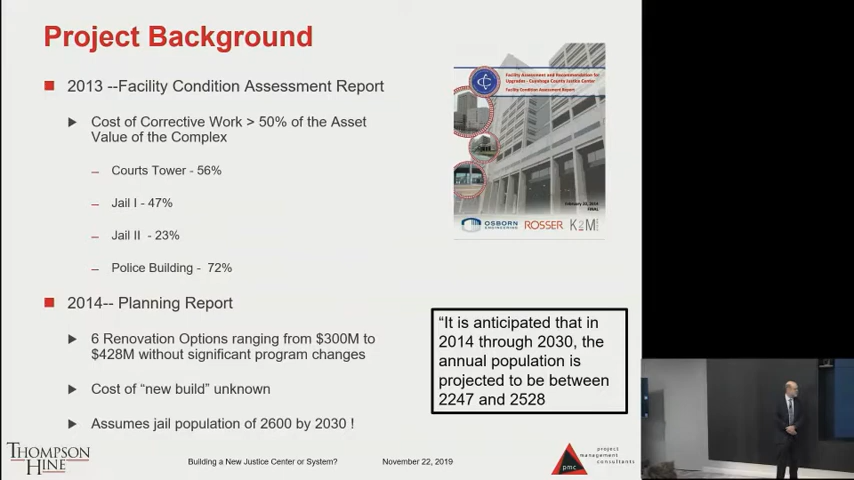 Project Background
2013 --Facility Condition Assessment Report
Cost of Corrective Work > 50% of the Asset
Value of the Complex
Courts Tower - 56%
Jail I - 47%
Jail II - 23%
Police Building - 72%
2014-- Planning Report
6 Renovation Options ranging from $300M to
$428M without significant program changes
Cost of “new build” unknown
Assumes jail population of 2600 by 2030 !
Facility Assessment and Recommendation for
Upgrades - Cuyahoga County Justice Center
Facility Condition Assessment Report
FINAL
OSBORN
ENGINEERING
ROSSER
K2M
“It is anticipated that in
2014 through 2030, the
annual population is
projected to be between
2247 and 2528
THOMPSON
HINE
Building a New Justice Center or System?
November 22, 2019
pmc
project
management
consultants